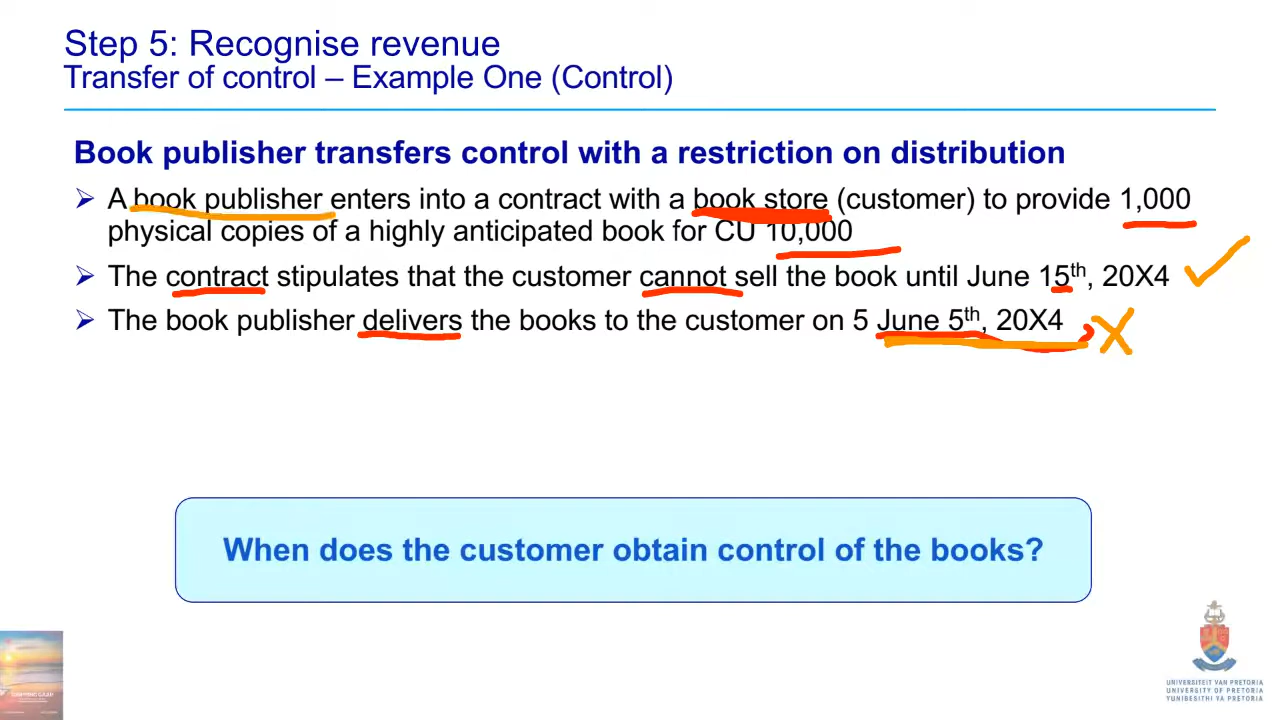 Step 5: Recognise revenue
Transfer of control – Example One (Control)
Book publisher transfers control with a restriction on distribution
➢ A book publisher enters into a contract with a book store (customer) to provide 1,000
physical copies of a highly anticipated book for CU 10,000
➢ The contract stipulates that the customer cannot sell the book until June 15th, 20X4
➢ The book publisher delivers the books to the customer on 5 June 5th, 20X4
When does the customer obtain control of the books?
UNIVERSITEIT VAN PRETORIA
UNIVERSITY OF PRETORIA
YUNIBESITHI YA PRETORIA